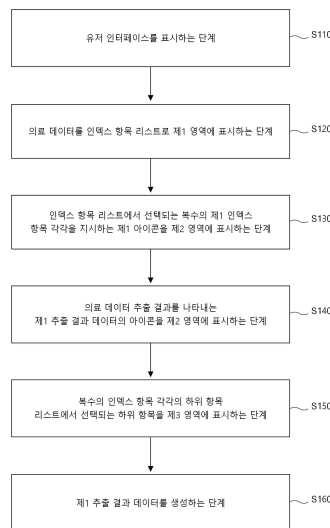 유저 인터페이스를 표시하는 단계
S110
의료 데이터를 인덱스 항목 리스트로 제1 영역에 표시하는 단계
S120
인덱스 항목 리스트에서 선택되는 복수의 제1 인덱스
항목 각각을 지시하는 제1 아이콘을 제2 영역에 표시하는 단계
S130
의료 데이터 추출 결과를 나타내는
제1 추출 결과 데이터의 아이콘을 제2 영역에 표시하는 단계
S140
복수의 인덱스 항목 각각의 하위 항목
리스트에서 선택되는 하위 항목을 제3 영역에 표시하는 단계
S150
제1 추출 결과 데이터를 생성하는 단계
S160